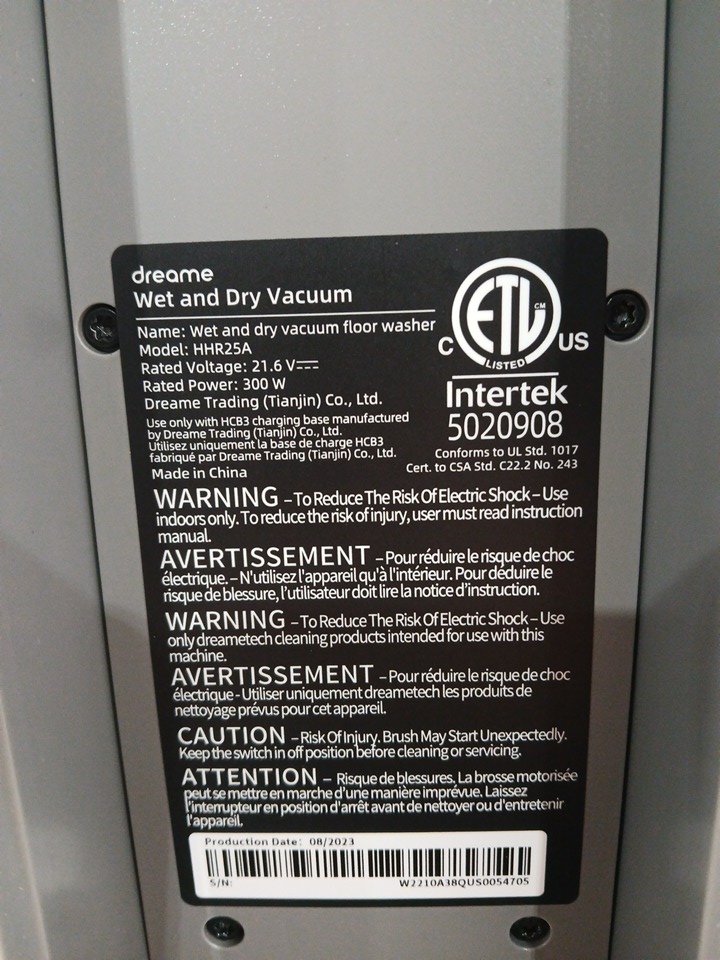 dreame
Wet and Dry Vacuum
Name: Wet and dry vacuum floor washer
Model: HHR25A
Rated Voltage: 21.6 V⎓
Rated Power: 300 W
Dreame Trading (Tianjin) Co., Ltd.
Use only with HCB3 charging base manufactured
by Dreame Trading (Tianjin) Co., Ltd.
Utilisez uniquement la base de charge HCB3
fabriqué par Dreame Trading (Tianjin) Co., Ltd.
Made in China
ETL CM
LISTED
C US
Intertek
5020908
Conforms to UL Std. 1017
Cert. to CSA Std. C22.2 No. 243
WARNING – To Reduce The Risk Of Electric Shock – Use
indoors only. To reduce the risk of injury, user must read instruction
manual.
AVERTISSEMENT – Pour réduire le risque de choc
électrique. – N'utilisez l'appareil qu'à l'intérieur. Pour déduire le
risque de blessure, l'utilisateur doit lire la notice d'instruction.
WARNING – To Reduce The Risk Of Electric Shock – Use
only dreametech cleaning products intended for use with this
machine.
AVERTISSEMENT – Pour réduire le risque de choc
électrique - Utiliser uniquement dreametech les produits de
nettoyage prévus pour cet appareil.
CAUTION – Risk Of Injury. Brush May Start Unexpectedly.
Keep the switch in off position before cleaning or servicing.
ATTENTION – Risque de blessures. La brosse motorisée
peut se mettre en marche d'une manière imprévue. Laissez
l'interrupteur en position d'arrêt avant de nettoyer ou d'entretenir
l'appareil.
Production Date: 08/2023
S/N: W2210A38QUS0054705